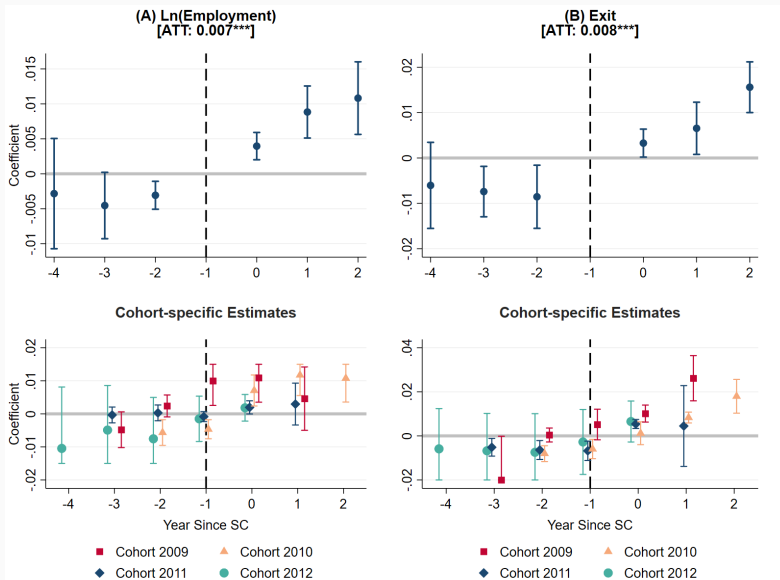 (A) Ln(Employment)
[ATT: 0.007***]
Coefficient
.015
.01
.005
0
-.005
-.01
-4 -3 -2 -1 0 1 2
(B) Exit
[ATT: 0.008***]
.02
.01
0
-.01
-.02
-4 -3 -2 -1 0 1 2
Cohort-specific Estimates
Coefficient
.02
.01
0
-.01
-.02
-4 -3 -2 -1 0 1 2
Year Since SC
Cohort 2009 Cohort 2010
Cohort 2011 Cohort 2012
Cohort-specific Estimates
.04
.02
0
-.02
-4 -3 -2 -1 0 1 2
Year Since SC
Cohort 2009 Cohort 2010
Cohort 2011 Cohort 2012